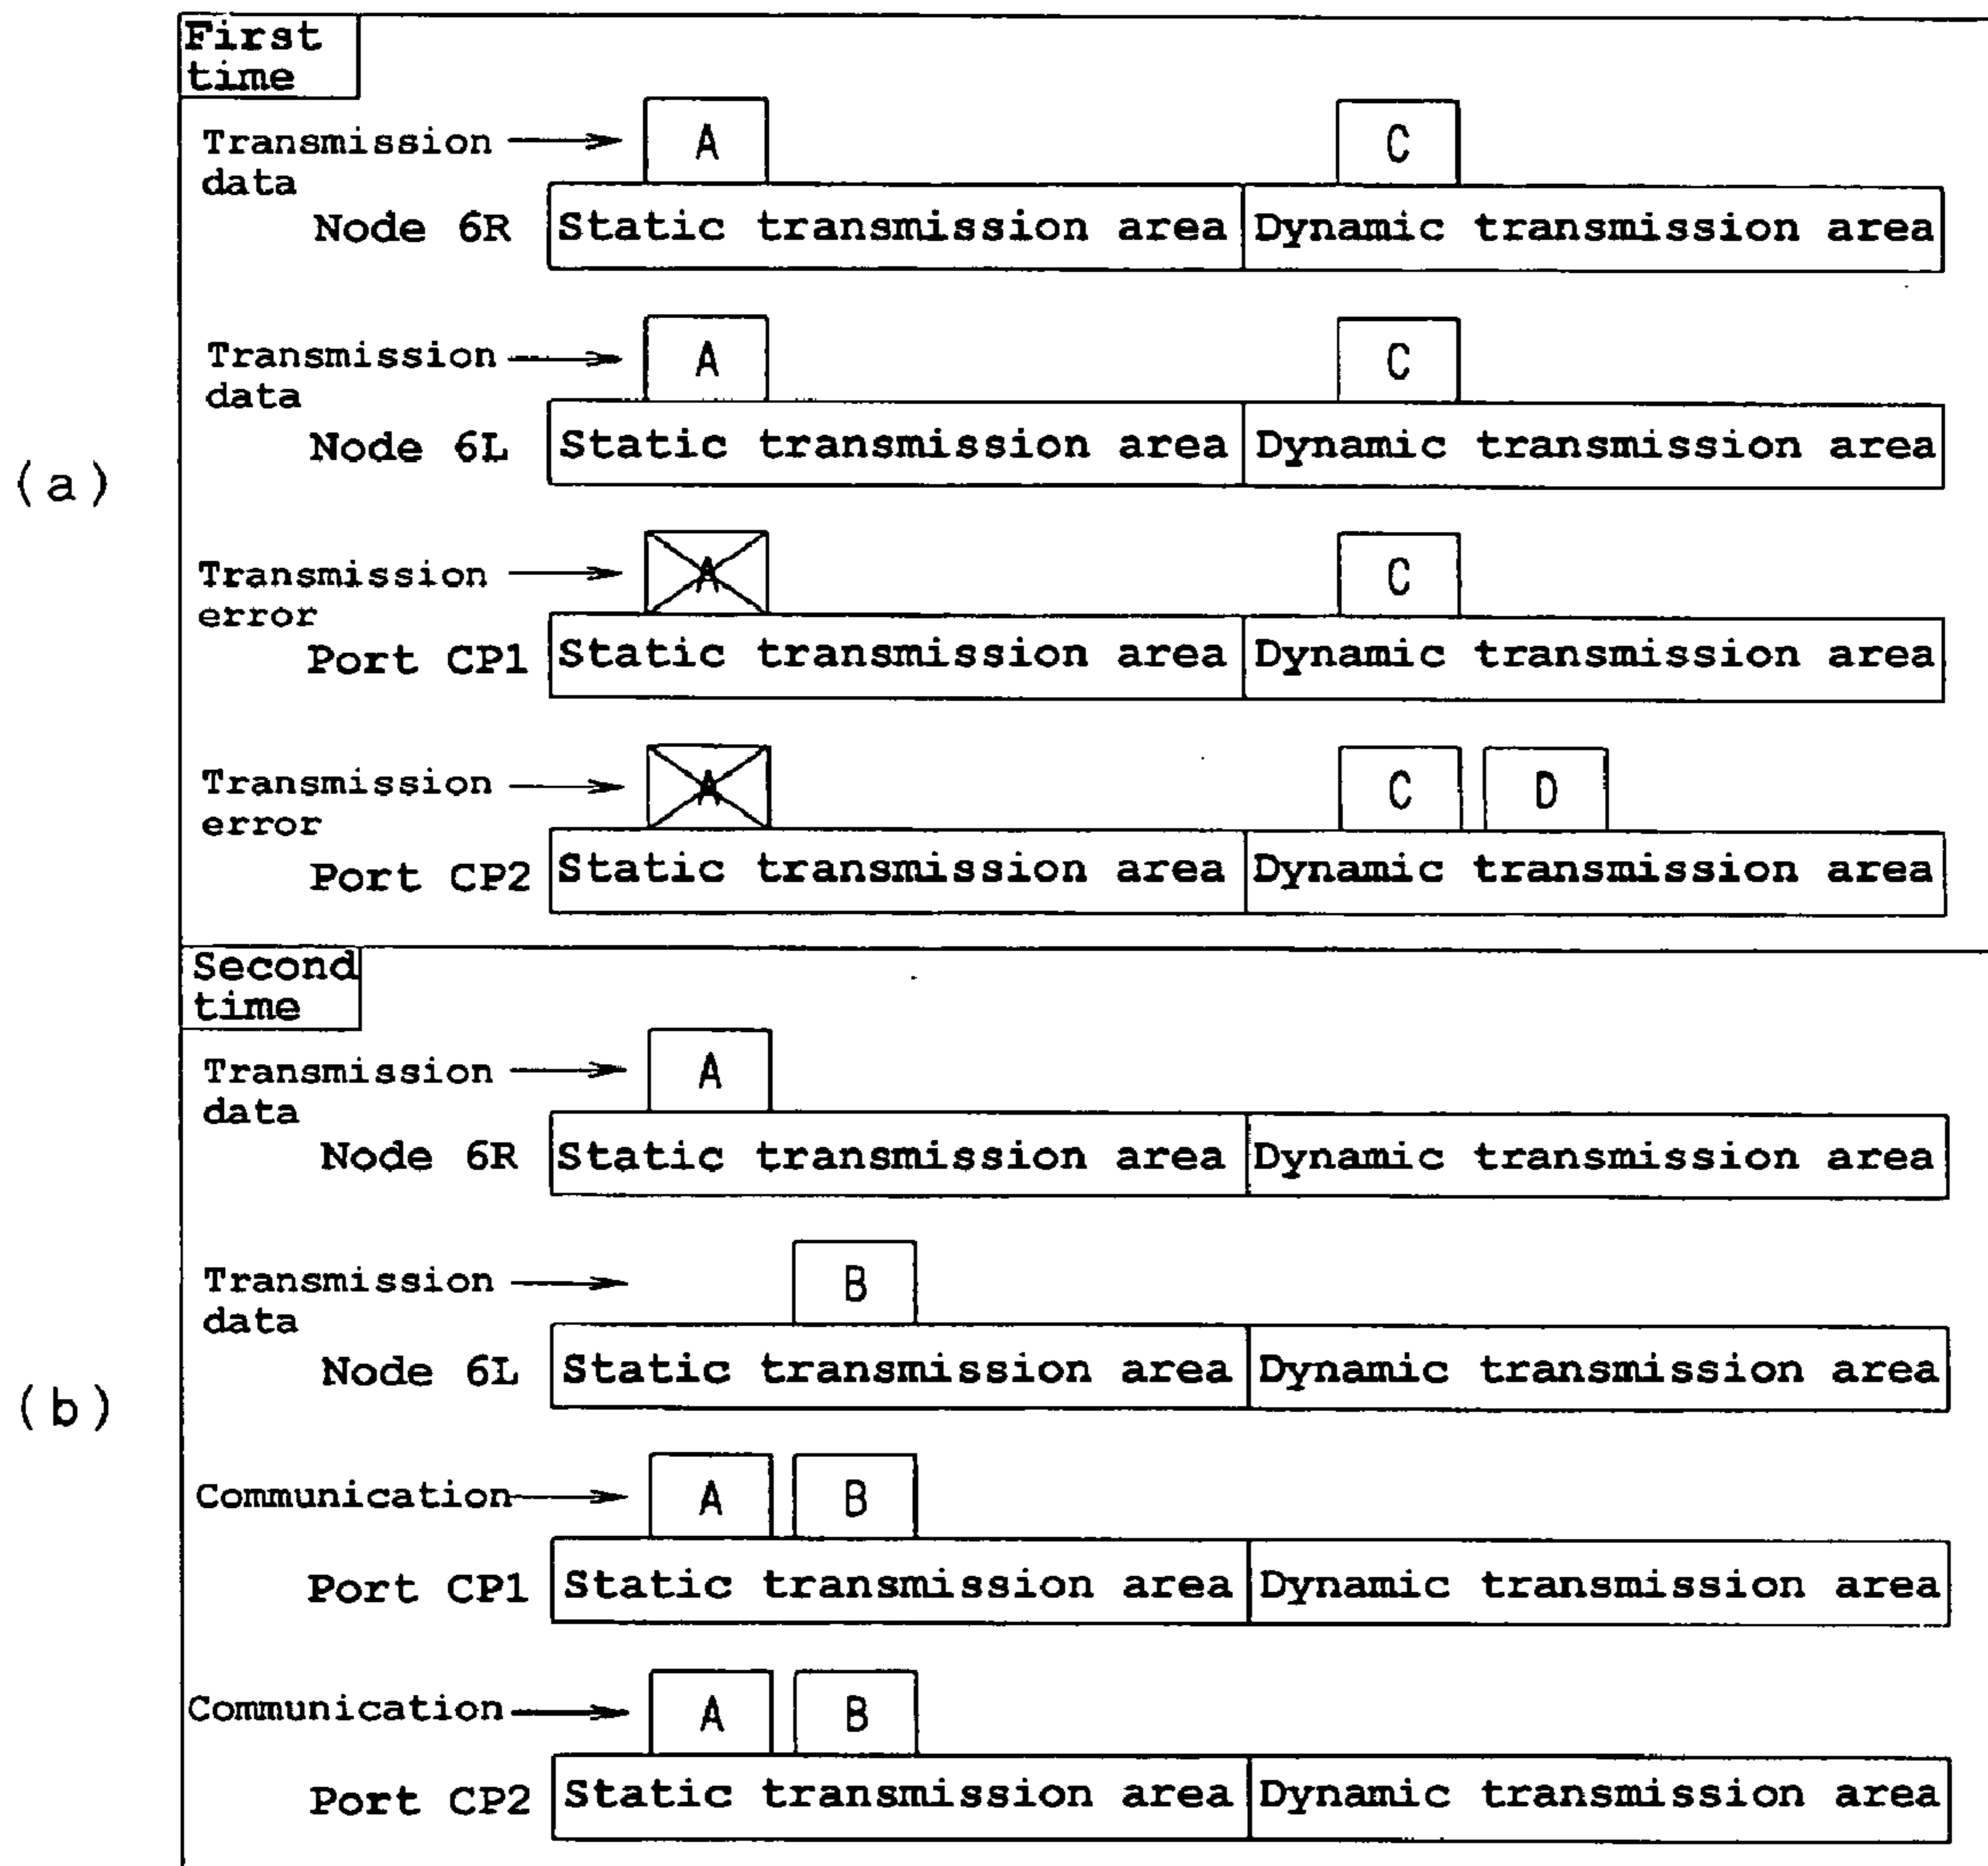 First
time
Transmission
data
A
C
Node 6R
Static transmission area
Dynamic transmission area
Transmission
data
A
C
Node 6L
Static transmission area
Dynamic transmission area
(a)
Transmission
error
A
C
Port CP1
Static transmission area
Dynamic transmission area
Transmission
error
A
C
D
Port CP2
Static transmission area
Dynamic transmission area
Second
time
Transmission
data
A
Node 6R
Static transmission area
Dynamic transmission area
Transmission
data
B
Node 6L
Static transmission area
Dynamic transmission area
(b)
Communication
A
B
Port CP1
Static transmission area
Dynamic transmission area
Communication
A
B
Port CP2
Static transmission area
Dynamic transmission area